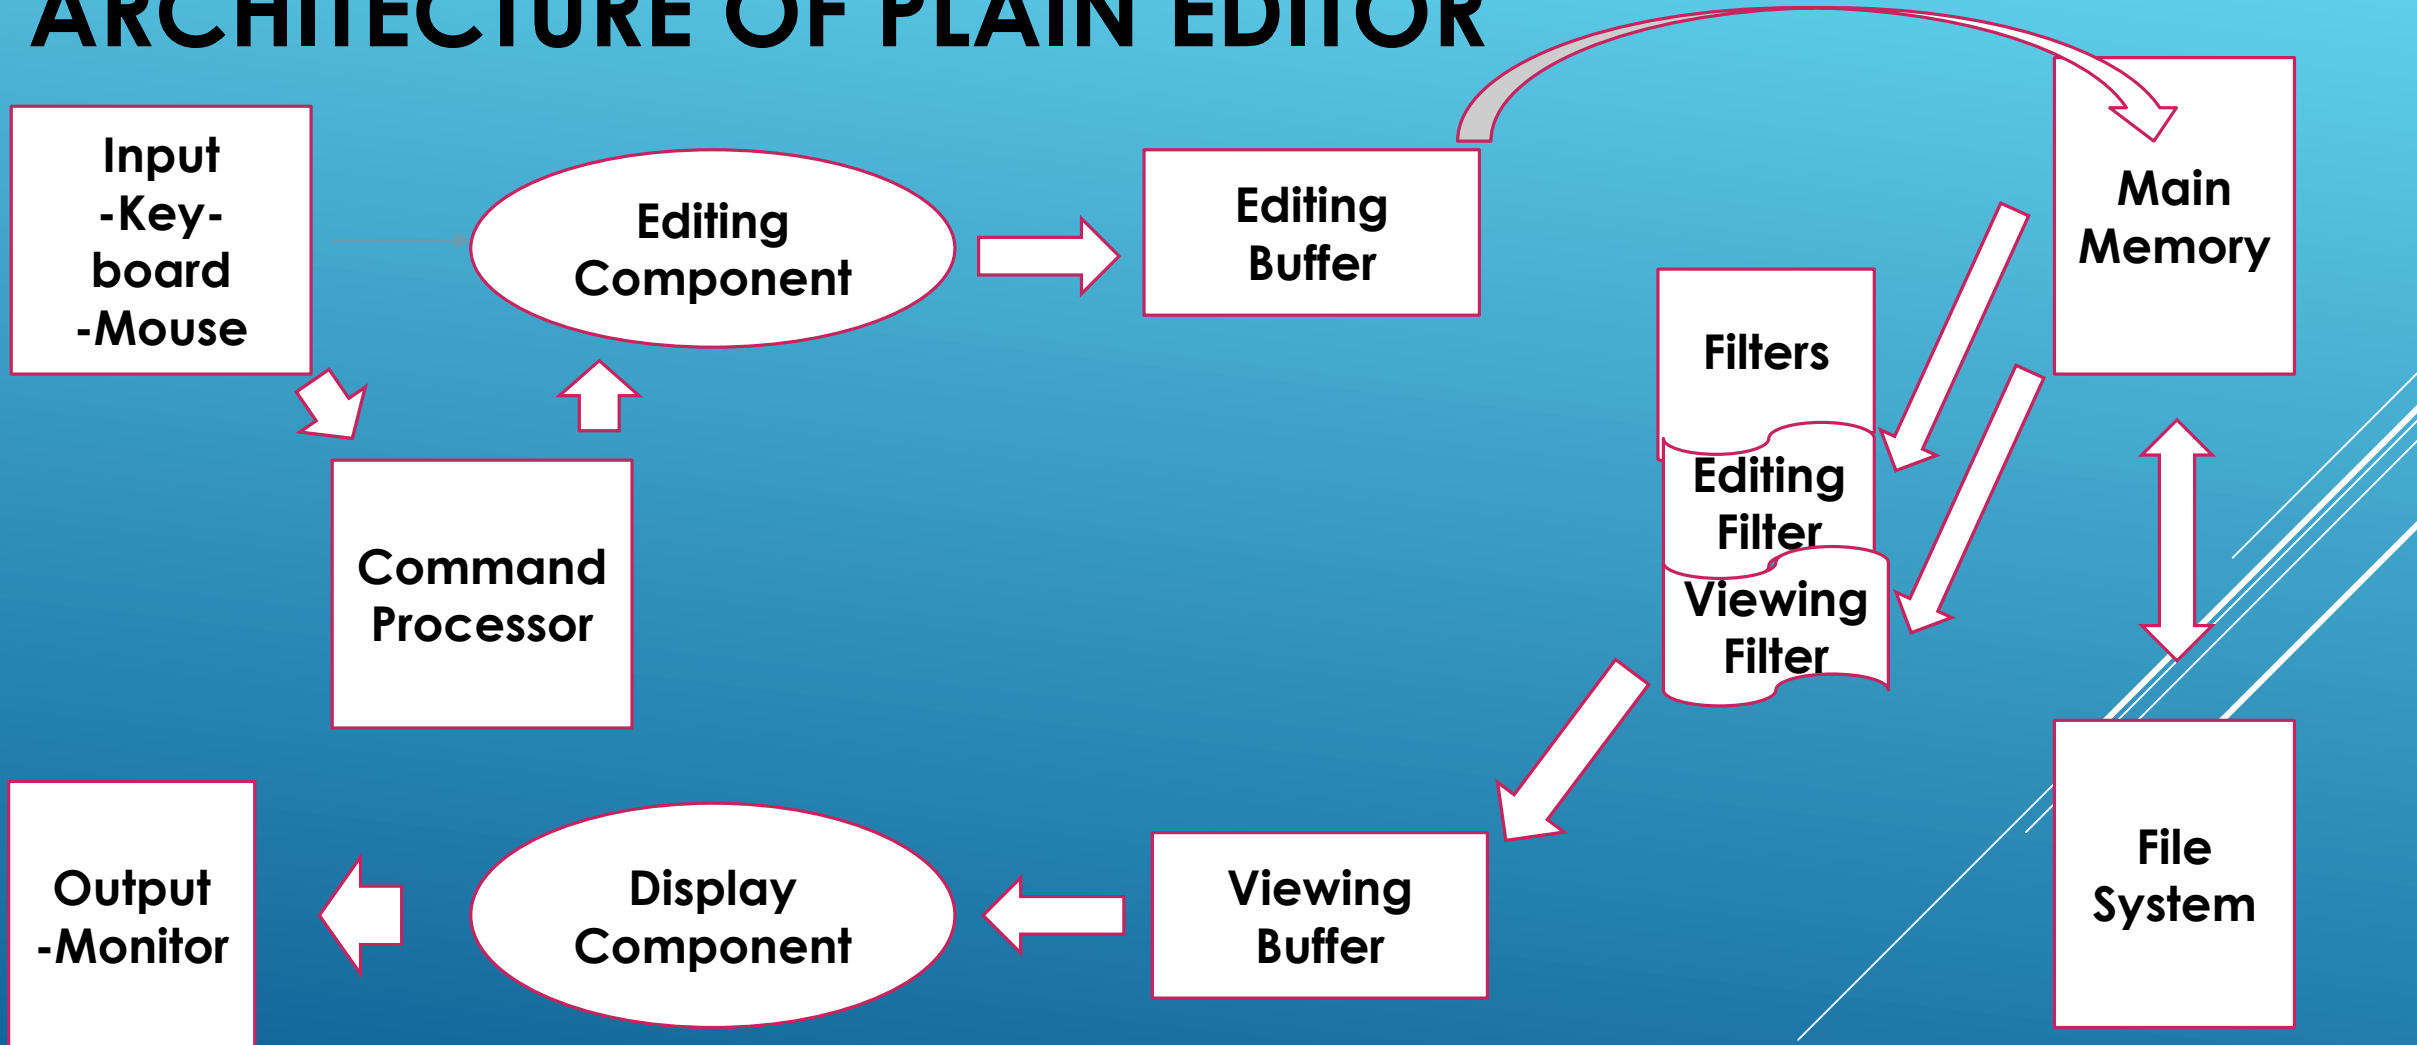 ARCHITECTURE OF PLAIN EDITOR
Input
-Key-
board
-Mouse
Editing
Component
Editing
Buffer
Main
Memory
Filters
Editing
Filter
Viewing
Filter
Command
Processor
Output
-Monitor
Display
Component
Viewing
Buffer
File
System